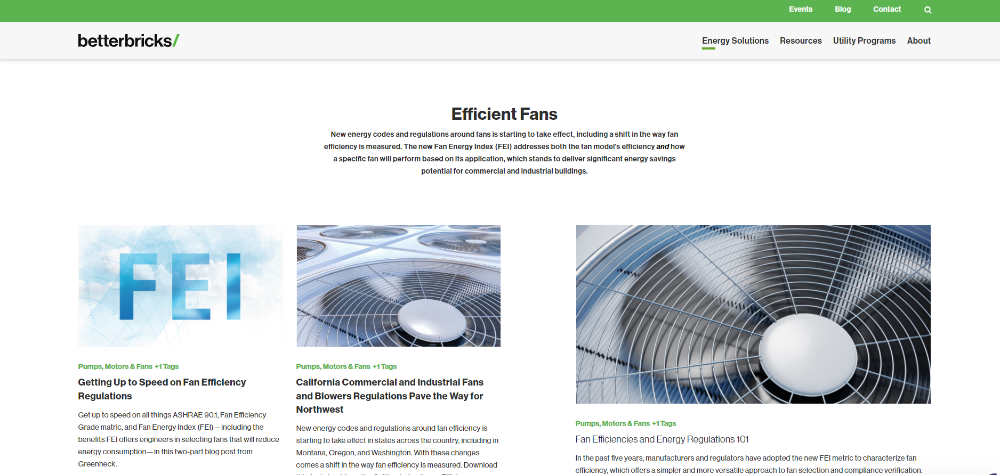 Events Blog Contact
betterbricks/
Energy Solutions Resources Utility Programs About
Efficient Fans
New energy codes and regulations around fans is starting to take effect, including a shift in the way fan
efficiency is measured. The new Fan Energy Index (FEI) addresses both the fan model's efficiency and how
a specific fan will perform based on its application, which stands to deliver significant energy savings
potential for commercial and industrial buildings.
FEI
AIRFLOW
Pumps, Motors & Fans +1 Tags
Getting Up to Speed on Fan Efficiency
Regulations
Get up to speed on all things ASHRAE 90.1, Fan Efficiency
Grade matric, and Fan Energy Index (FEI)—including the
benefits FEI offers engineers in selecting fans that will reduce
energy consumption—in this two-part blog post from
Greenheck.
Pumps, Motors & Fans +1 Tags
California Commercial and Industrial Fans
and Blowers Regulations Pave the Way for
Northwest
New energy codes and regulations around fan efficiency is
starting to take effect in states across the country, including in
Montana, Oregon, and Washington. With these changes
comes a shift in the way fan efficiency is measured. Download
Pumps, Motors & Fans +1 Tags
Fan Efficiencies and Energy Regulations 101
In the past five years, manufacturers and regulators have adopted the new FEI metric to characterize fan
efficiency, which offers a simpler and more versatile approach to fan selection and compliance verification.